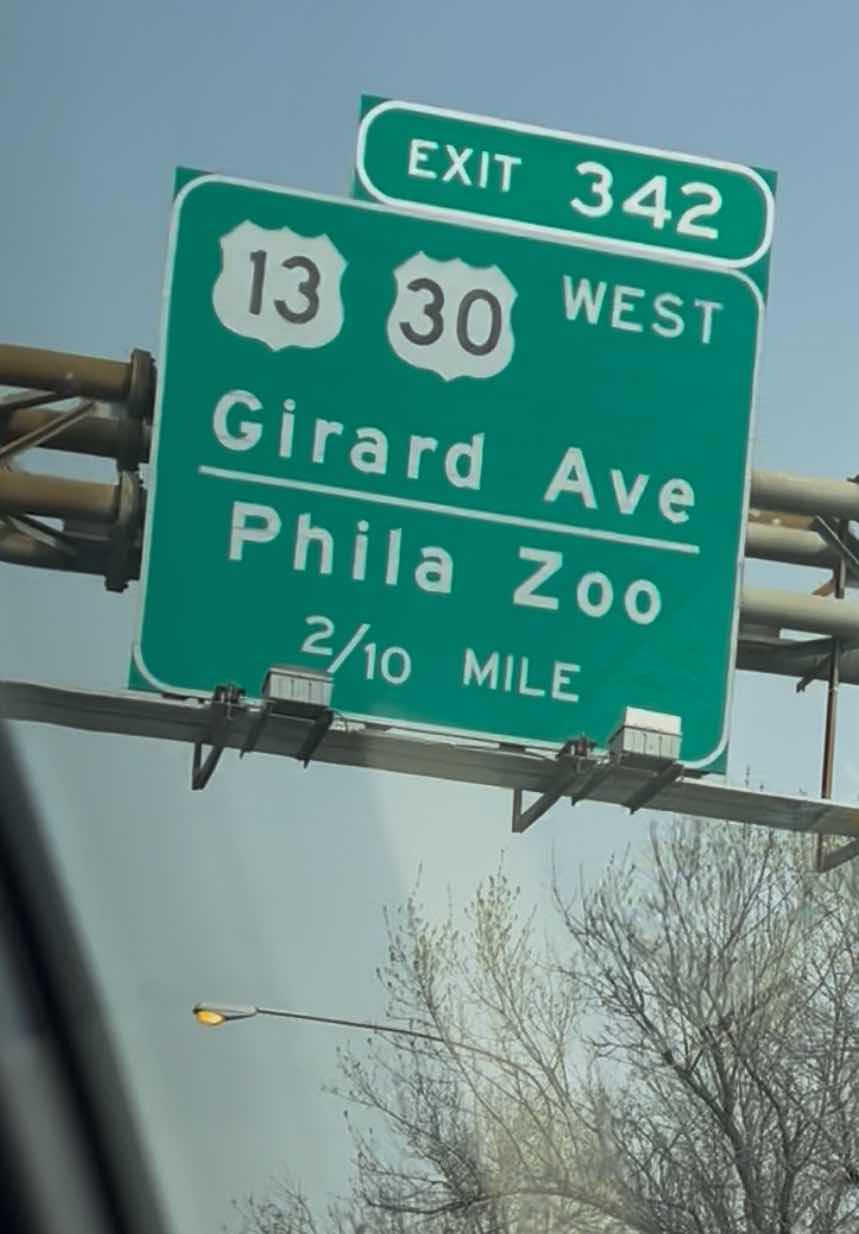 EXIT 342
13 30 WEST
Girard Ave
Phila Zoo
2/10 MILE